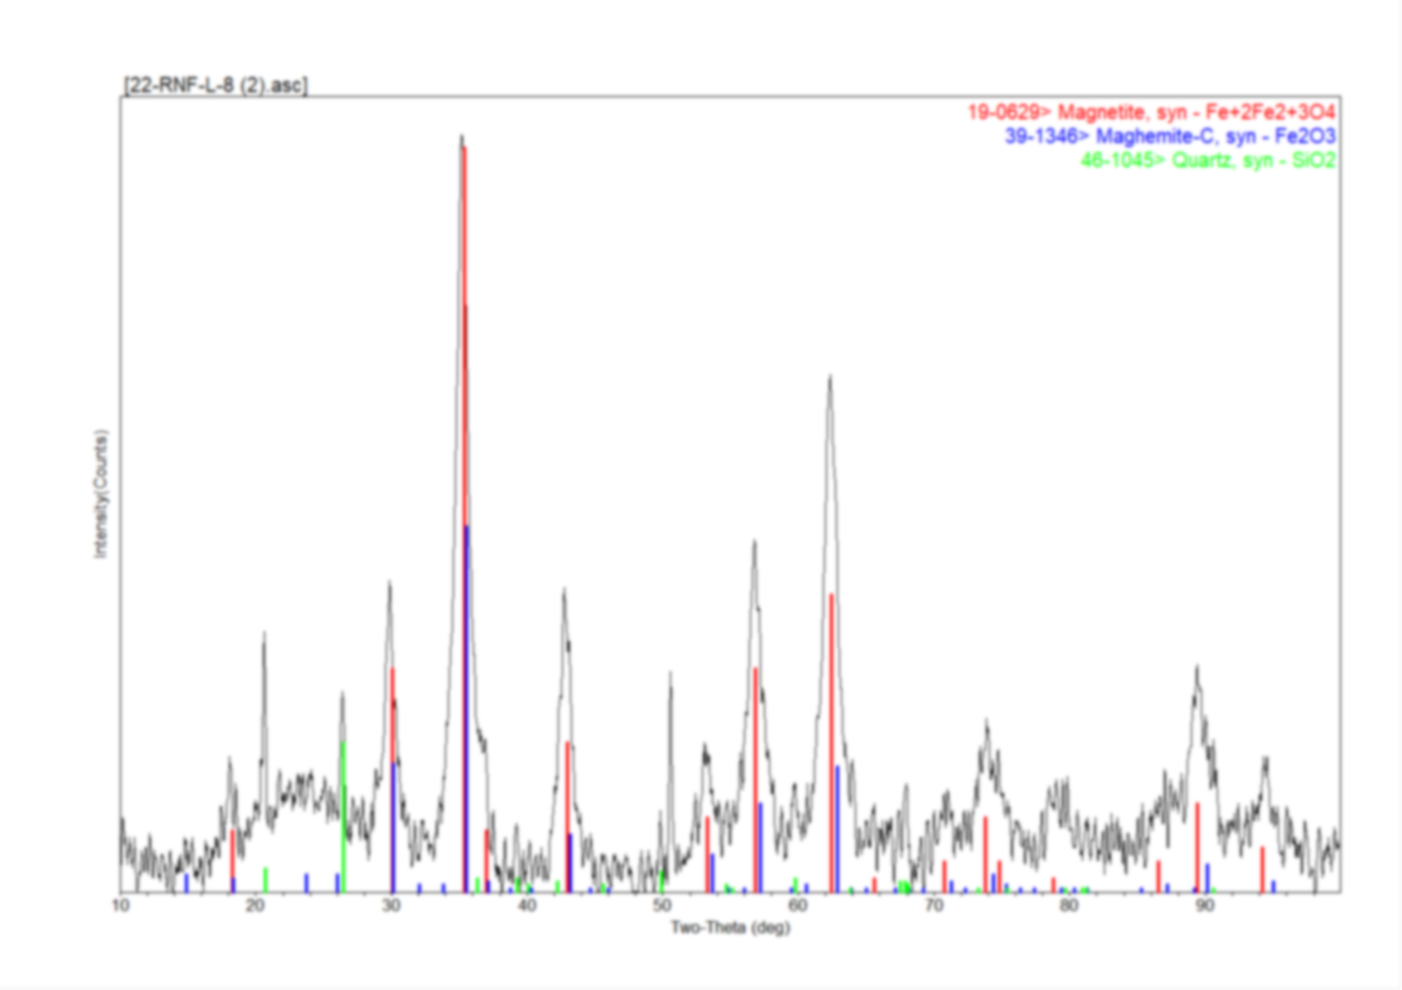 [22-RNF-L-8 (2).asc]
19-0629> Magnetite, syn - Fe+2Fe2+3O4
39-1346> Maghemite-C, syn - Fe2O3
46-1045> Quartz, syn - SiO2
Intensity(Counts)
10 20 30 40 50 60 70 80 90
Two-Theta (deg)